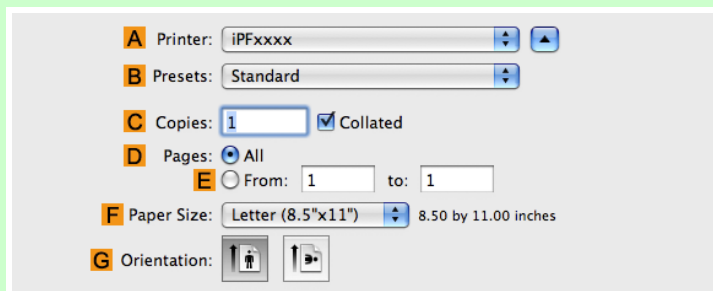 A Printer: iPFxxxx
B Presets: Standard
C Copies: 1 Collated
D Pages: All
E From: 1 to: 1
F Paper Size: Letter (8.5"x11") 8.50 by 11.00 inches
G Orientation: